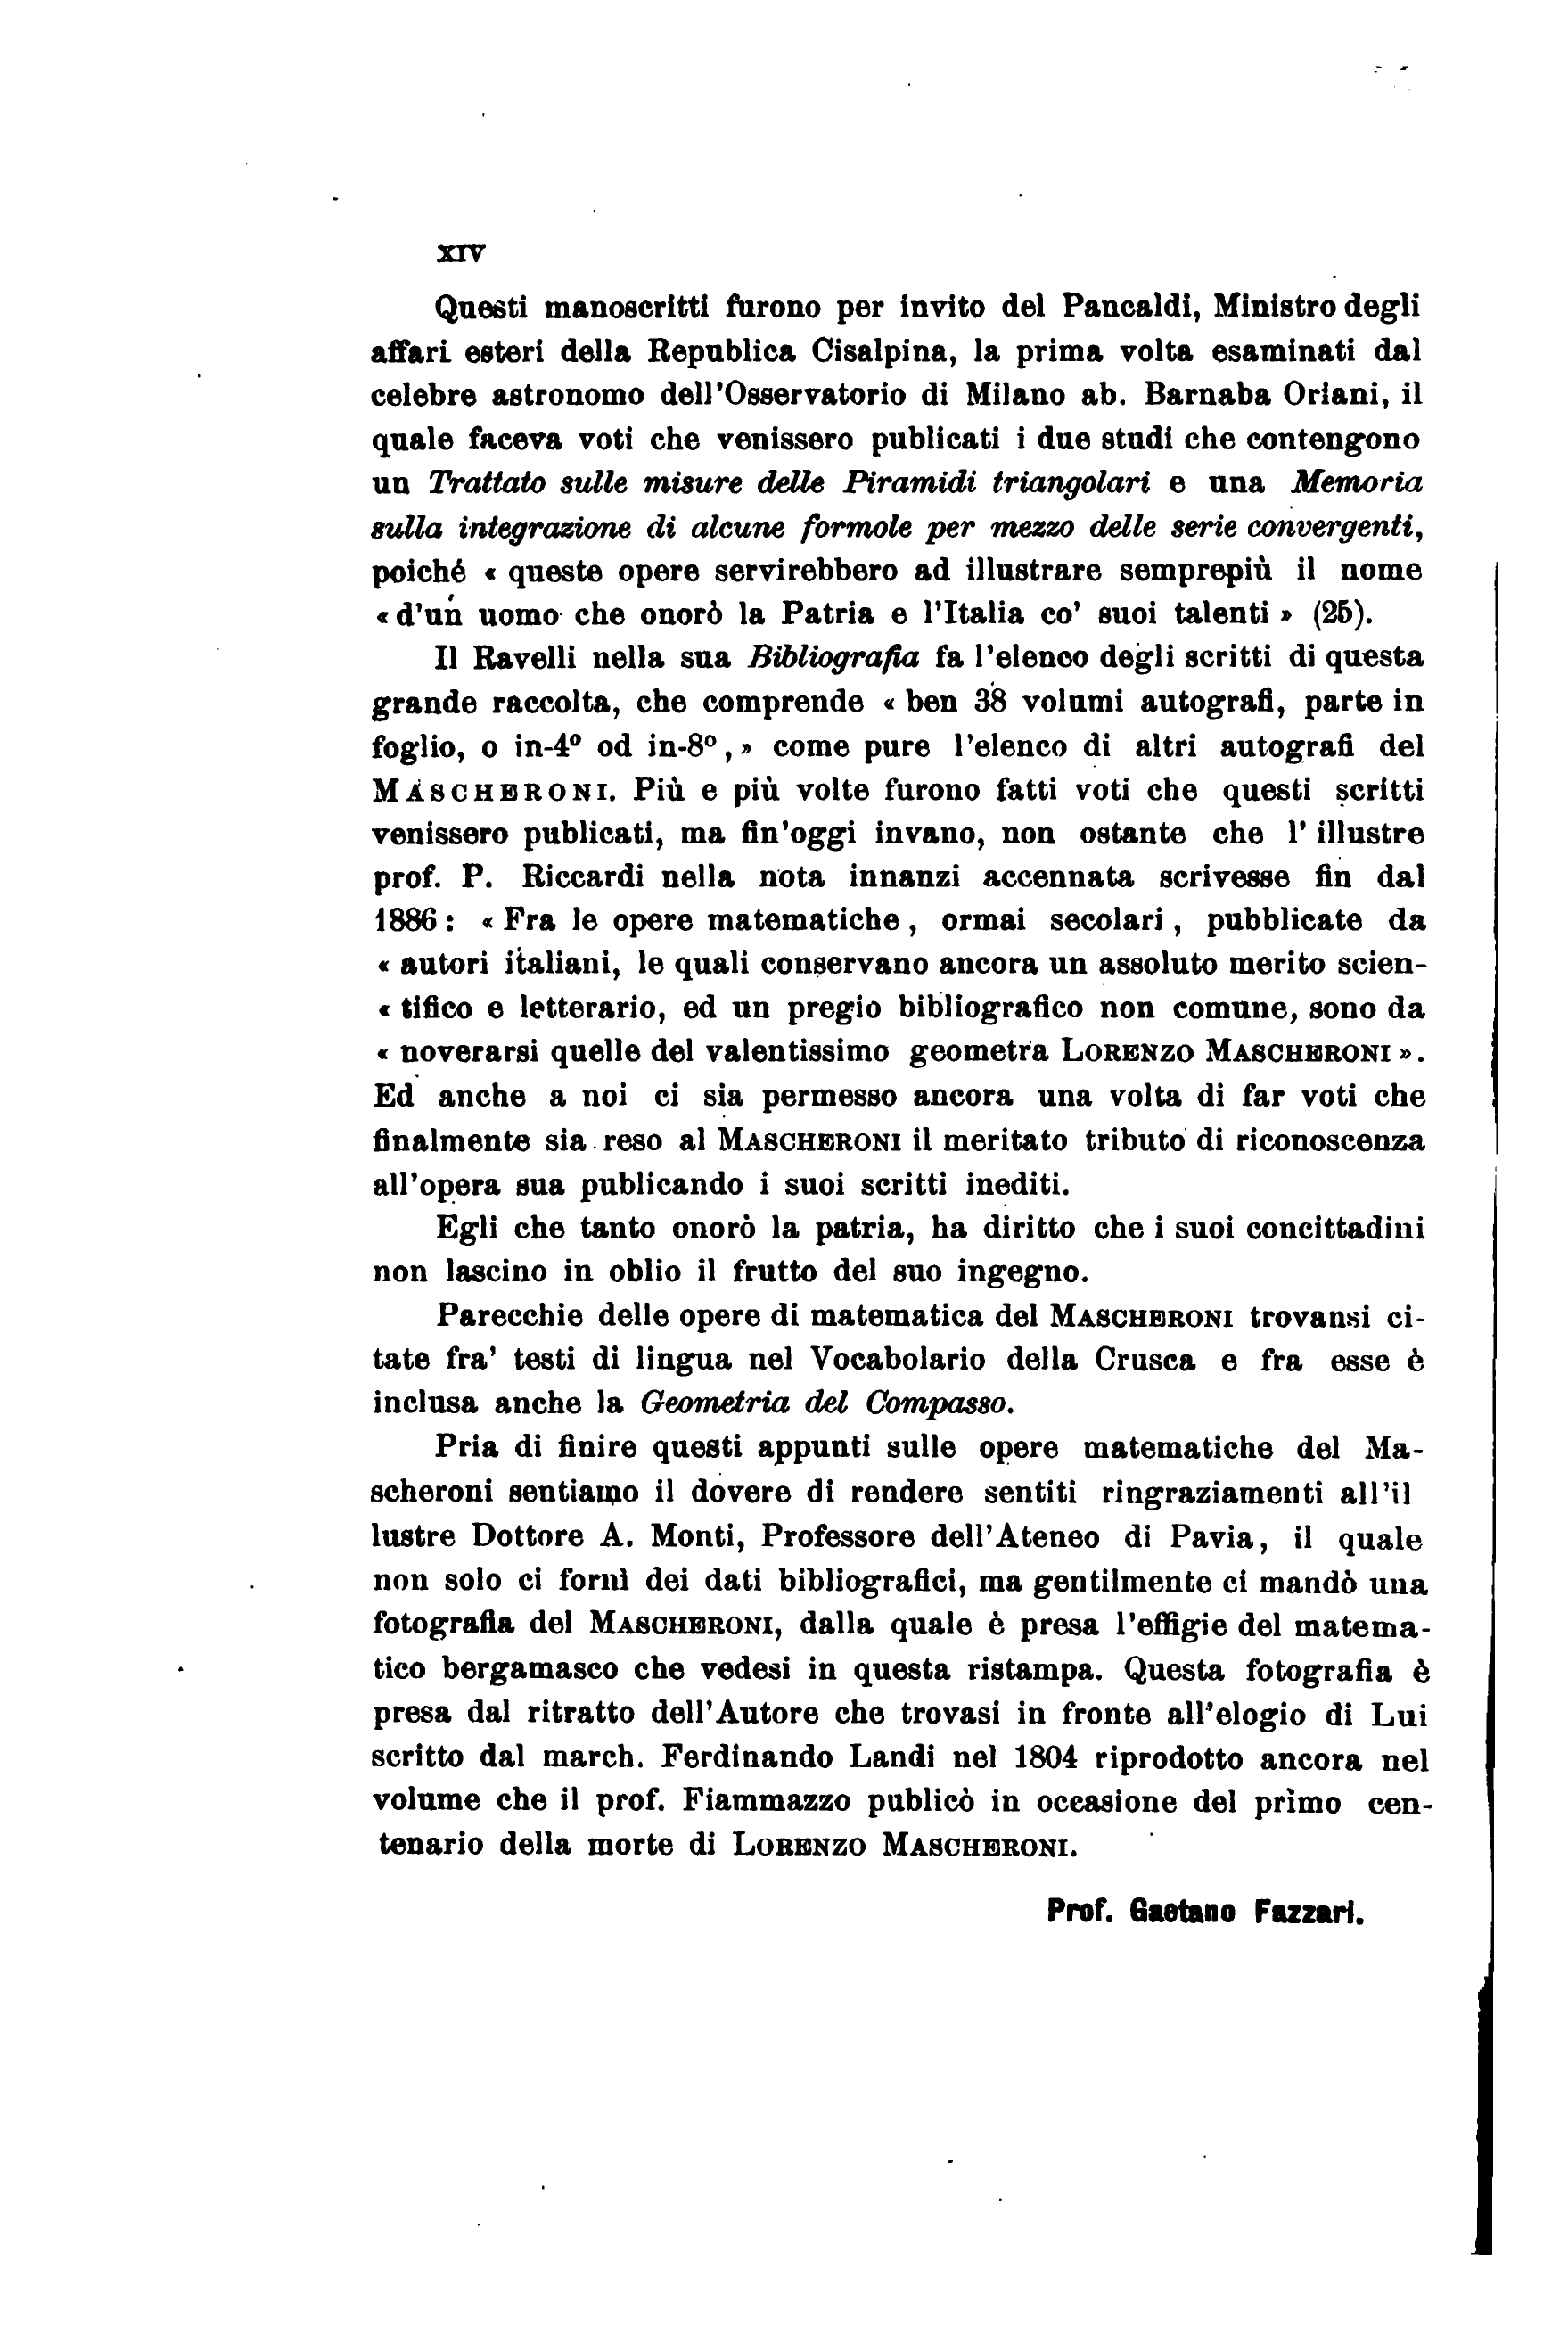 XIV
Questi manoscritti furono per invito del Pancaldi, Ministro degli
affari esteri della Republica Cisalpina, la prima volta esaminati dal
celebre astronomo dell'Osservatorio di Milano ab. Barnaba Oriani, il
quale faceva voti che venissero publicati i due studi che contengono
un Trattato sulle misure delle Piramidi triangolari e una Memoria
sulla integrazione di alcune formole per mezzo delle serie convergenti,
poiché « queste opere servirebbero ad illustrare semprepiù il nome
« d'un uomo che onorò la Patria e l'Italia co' suoi talenti » (25).
Il Ravelli nella sua Bibliografia fa l'elenco degli scritti di questa
grande raccolta, che comprende « ben 38 volumi autografi, parte in
foglio, o in-4º od in-8º, » come pure l'elenco di altri autografi del
MASCHERONI. Più e più volte furono fatti voti che questi scritti
venissero publicati, ma fin'oggi invano, non ostante che l' illustre
prof. P. Riccardi nella nota innanzi accennata scrivesse fin dal
1886 : « Fra le opere matematiche , ormai secolari , pubblicate da
« autori italiani, le quali conservano ancora un assoluto merito scien-
« tifico e letterario, ed un pregio bibliografico non comune, sono da
« noverarsi quelle del valentissimo geometra LORENZO MASCHERONI ».
Ed anche a noi ci sia permesso ancora una volta di far voti che
finalmente sia reso al MASCHERONI il meritato tributo di riconoscenza
all'opera sua publicando i suoi scritti inediti.
Egli che tanto onorò la patria, ha diritto che i suoi concittadini
non lascino in oblio il frutto del suo ingegno.
Parecchie delle opere di matematica del MASCHERONI trovansi ci-
tate fra' testi di lingua nel Vocabolario della Crusca e fra esse è
inclusa anche la Geometria del Compasso.
Pria di finire questi appunti sulle opere matematiche del Ma-
scheroni sentiamo il dovere di rendere sentiti ringraziamenti all'il
lustre Dottore A. Monti, Professore dell'Ateneo di Pavia, il quale
non solo ci fornì dei dati bibliografici, ma gentilmente ci mandò una
fotografia del MASCHERONI, dalla quale è presa l'effigie del matema-
tico bergamasco che vedesi in questa ristampa. Questa fotografia è
presa dal ritratto dell'Autore che trovasi in fronte all'elogio di Lui
scritto dal march. Ferdinando Landi nel 1804 riprodotto ancora nel
volume che il prof. Fiammazzo publicò in occasione del primo cen-
tenario della morte di LORENZO MASCHERONI.
Prof. Gaetano Fazzari.